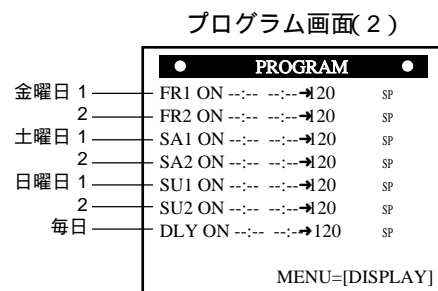 プログラム画面(2)
● PROGRAM ●
金曜日 1 FR1 ON --:-- --:--➔120 SP
2 FR2 ON --:-- --:--➔120 SP
土曜日 1 SA1 ON --:-- --:--➔120 SP
2 SA2 ON --:-- --:--➔120 SP
日曜日 1 SU1 ON --:-- --:--➔120 SP
2 SU2 ON --:-- --:--➔120 SP
毎日 DLY ON --:-- --:--➔120 SP
MENU=[DISPLAY]